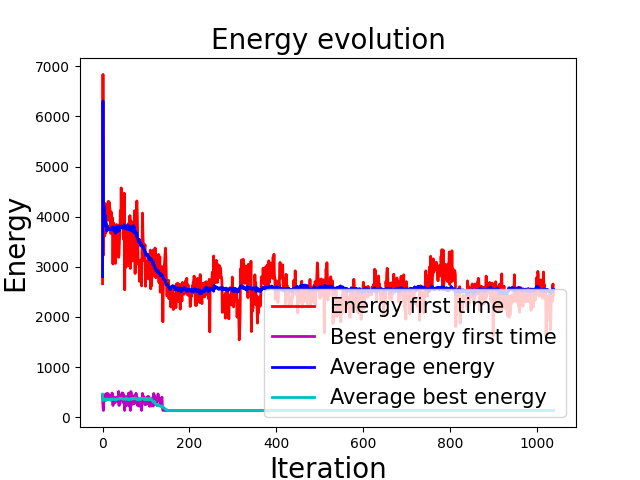 Energy evolution
7000
6000
5000
4000
3000
2000
1000
0
Energy
Energy first time
Best energy first time
Average energy
Average best energy
0 200 400 600 800 1000
Iteration